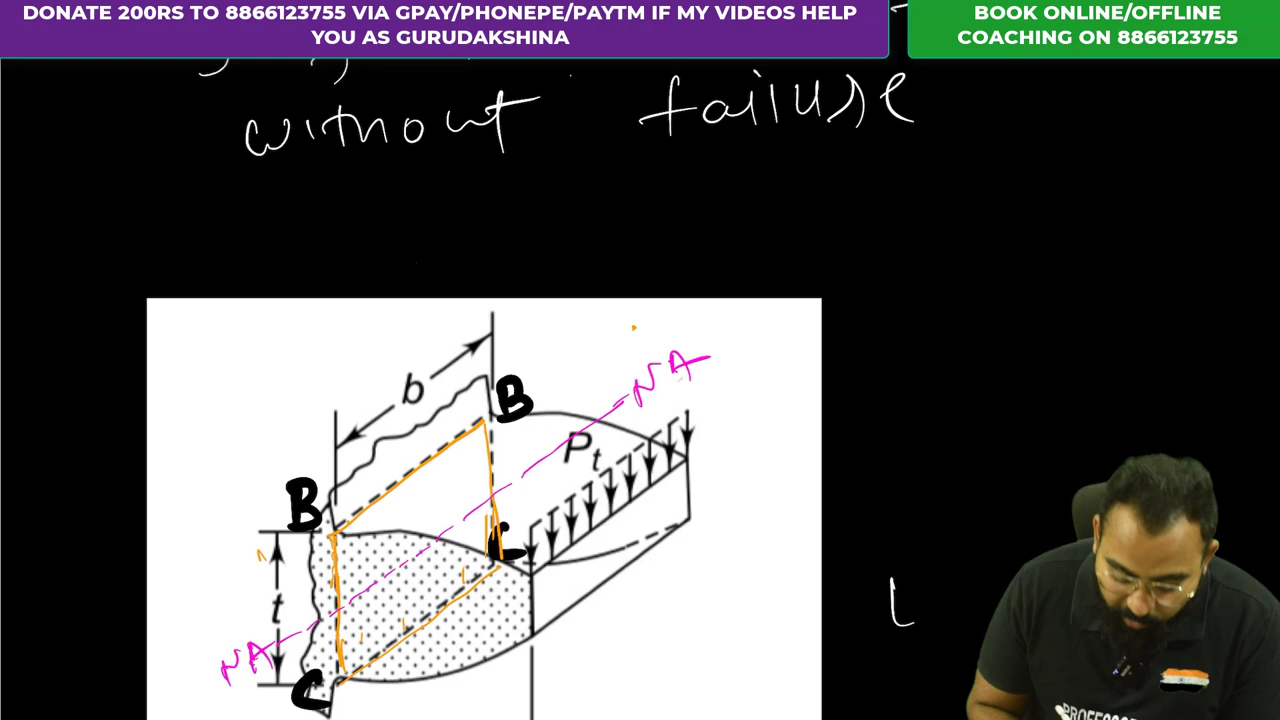 DONATE 200RS TO 8866123755 VIA GPAY/PHONEPE/PAYTM IF MY VIDEOS HELP
YOU AS GURUDAKSHINA
BOOK ONLINE/OFFLINE
COACHING ON 8866123755
without failure
b
B
NA
Pt
B
C
t
NA
C
L